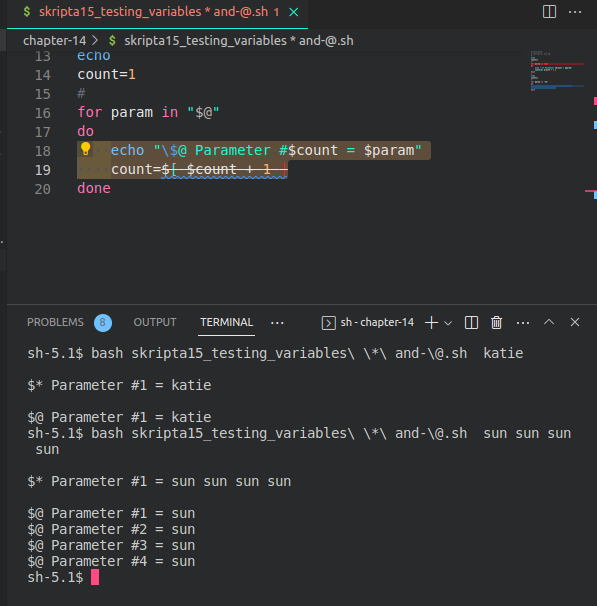 $ skripta15_testing_variables * and-@.sh 1 ×
chapter-14 > $ skripta15_testing_variables * and-@.sh
13 echo
14 count=1
15 #
16 for param in "$@"
17 do
18 echo "\$@ Parameter #$count = $param"
19 count=$[ $count + 1 ]
20 done
PROBLEMS 8 OUTPUT TERMINAL ··· sh - chapter-14
sh-5.1$ bash skripta15_testing_variables\ \*\ and-\@.sh  katie
$* Parameter #1 = katie
$@ Parameter #1 = katie
sh-5.1$ bash skripta15_testing_variables\ \*\ and-\@.sh  sun sun sun
sun
$* Parameter #1 = sun sun sun sun
$@ Parameter #1 = sun
$@ Parameter #2 = sun
$@ Parameter #3 = sun
$@ Parameter #4 = sun
sh-5.1$